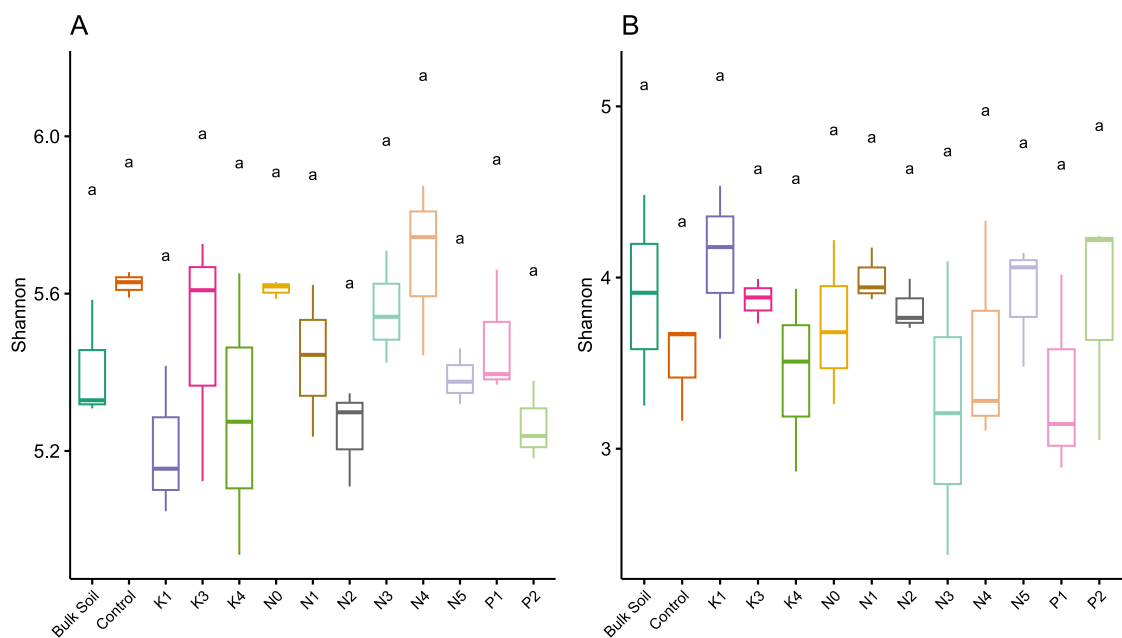 A
Shannon
6.0
5.6
5.2
a a a a a a a a a a a a a
Bulk Soil Control K1 K3 K4 N0 N1 N2 N3 N4 N5 P1 P2
B
Shannon
5
4
3
a a a a a a a a a a a a a
Bulk Soil Control K1 K3 K4 N0 N1 N2 N3 N4 N5 P1 P2